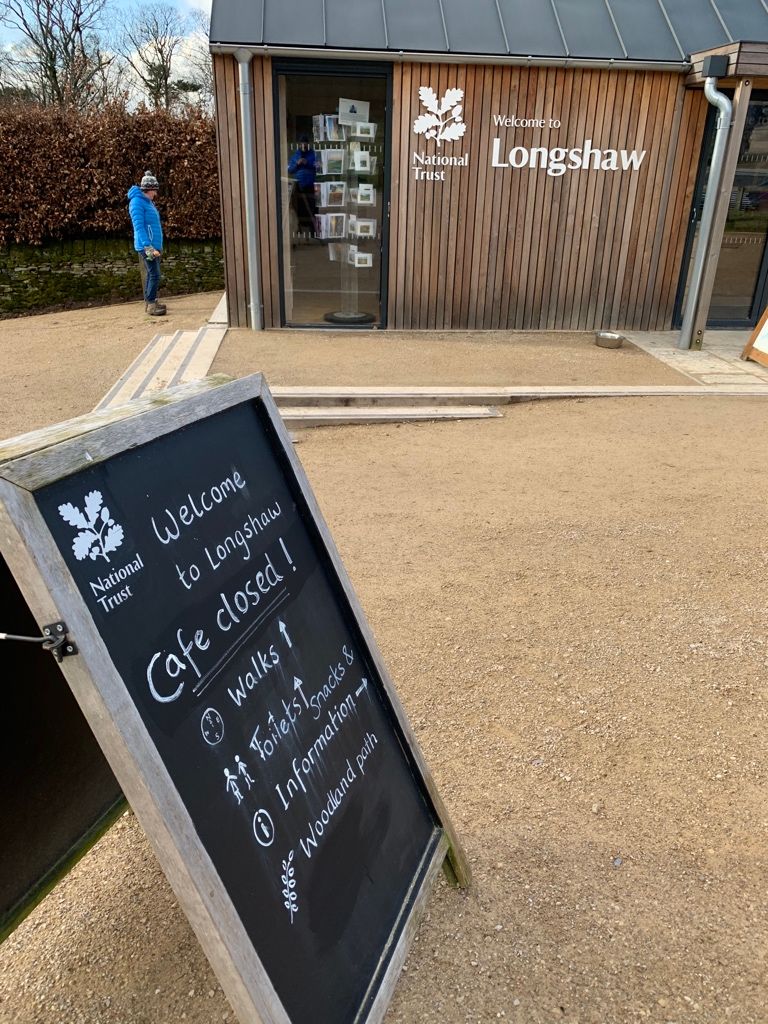 National
Trust
Welcome to
Longshaw
National
Trust
Welcome
to Longshaw
Cafe closed!
Walks ↑
Toilets ↑
Snacks &
Information →
Woodland path